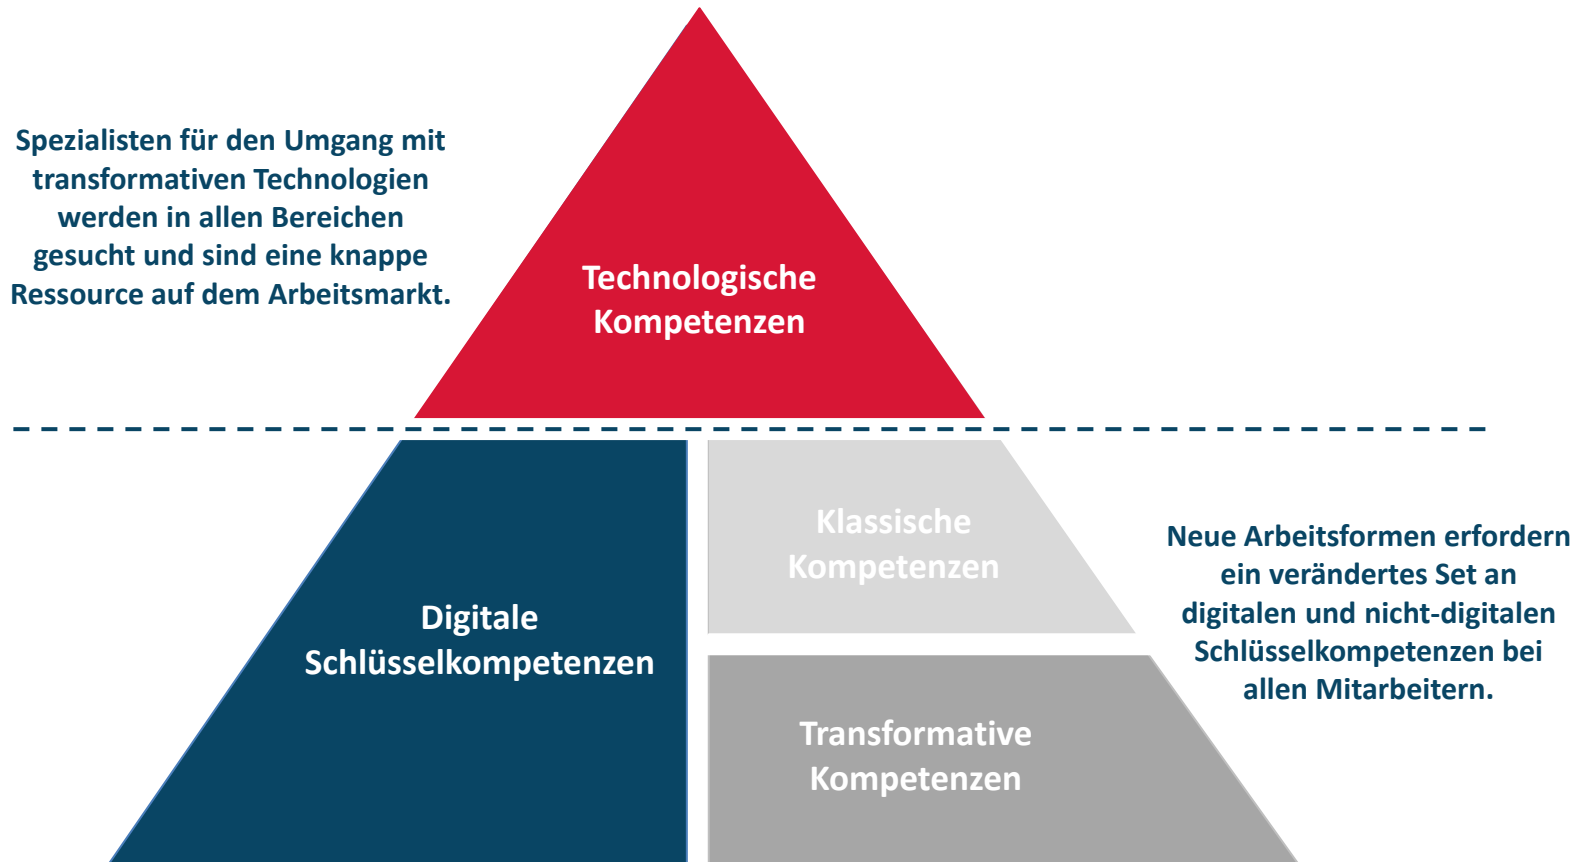 Spezialisten für den Umgang mit
transformativen Technologien
werden in allen Bereichen
gesucht und sind eine knappe
Ressource auf dem Arbeitsmarkt.
Technologische
Kompetenzen
Digitale
Schlüsselkompetenzen
Klassische
Kompetenzen
Transformative
Kompetenzen
Neue Arbeitsformen erfordern
ein verändertes Set an
digitalen und nicht-digitalen
Schlüsselkompetenzen bei
allen Mitarbeitern.